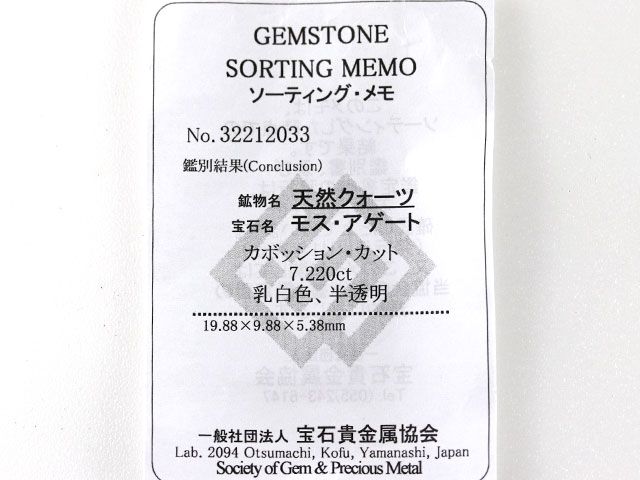 GEMSTONE
SORTING MEMO
ソーティング・メモ
No. 32212033
鑑別結果(Conclusion)
鉱物名 天然クォーツ
宝石名 モス・アゲート
カボッション・カット
7.220ct
乳白色、半透明
19.88×9.88×5.38mm
一般社団法人 宝石貴金属協会
Lab. 2094 Otsumachi, Kofu, Yamanashi, Japan
Society of Gem & Precious Metal